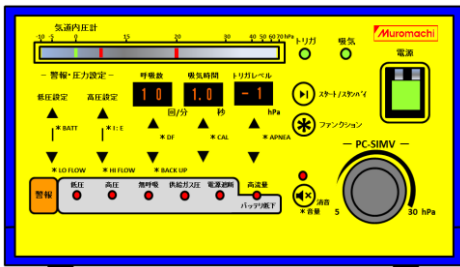 気道内圧計
-10 -5 0 10 20 30 40 50 60 70hPa
トリガ 吸気
Muromachi
電源
— 警報・圧力設定 —
呼吸数 吸気時間 トリガレベル
低圧設定 高圧設定
10 1.0 -1
回/分 秒 hPa
スタート/スタンバイ
*BATT *I:E
*DF *CAL *APNEA
ファンクション
— PC-SIMV —
*LO FLOW *HI FLOW *BACK UP
警報
低圧 高圧 無呼吸 供給ガス圧 電源遮断 高流量
バッテリ低下
消音
*音量
5 30 hPa